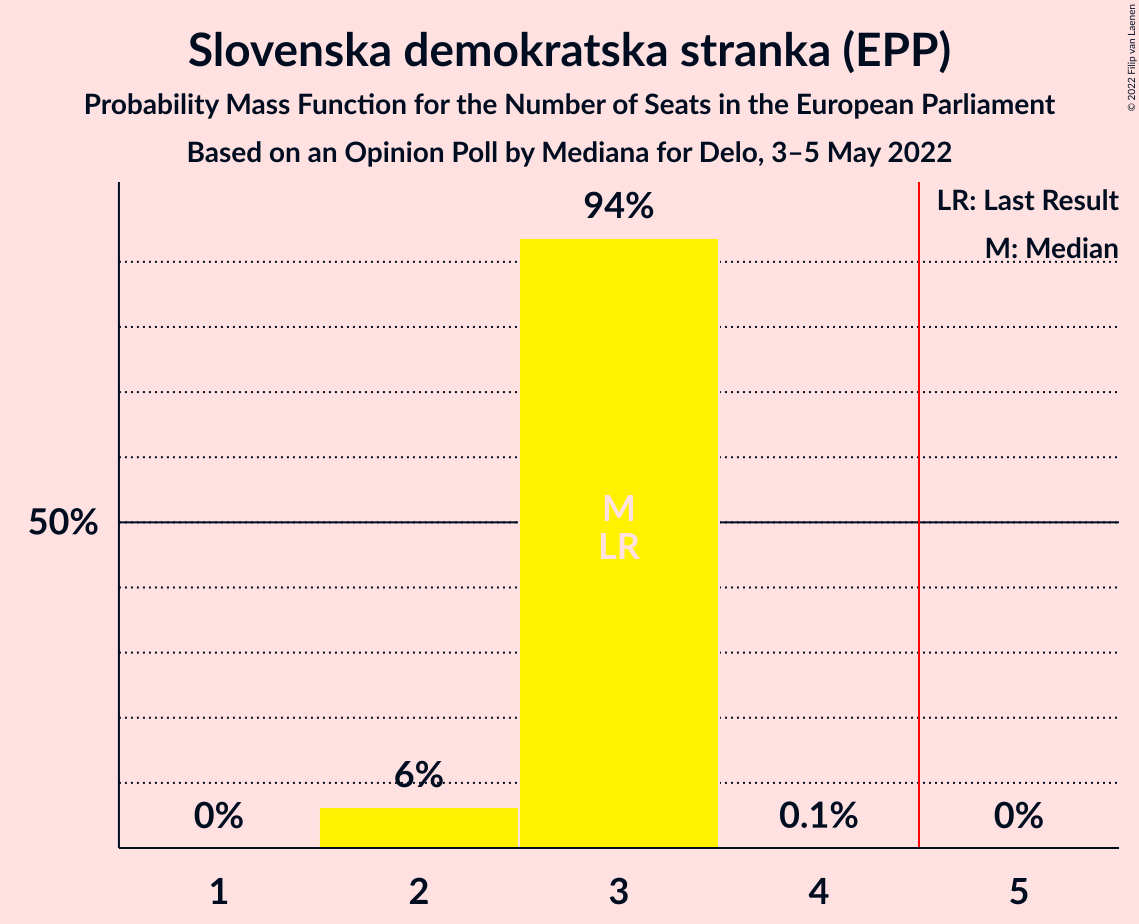 Slovenska demokratska stranka (EPP)
Probability Mass Function for the Number of Seats in the European Parliament
Based on an Opinion Poll by Mediana for Delo, 3–5 May 2022
© 2022 Filip van Laenen
LR: Last Result
M: Median
94%
50%
M
LR
6%
0%
0.1%
0%
1
2
3
4
5